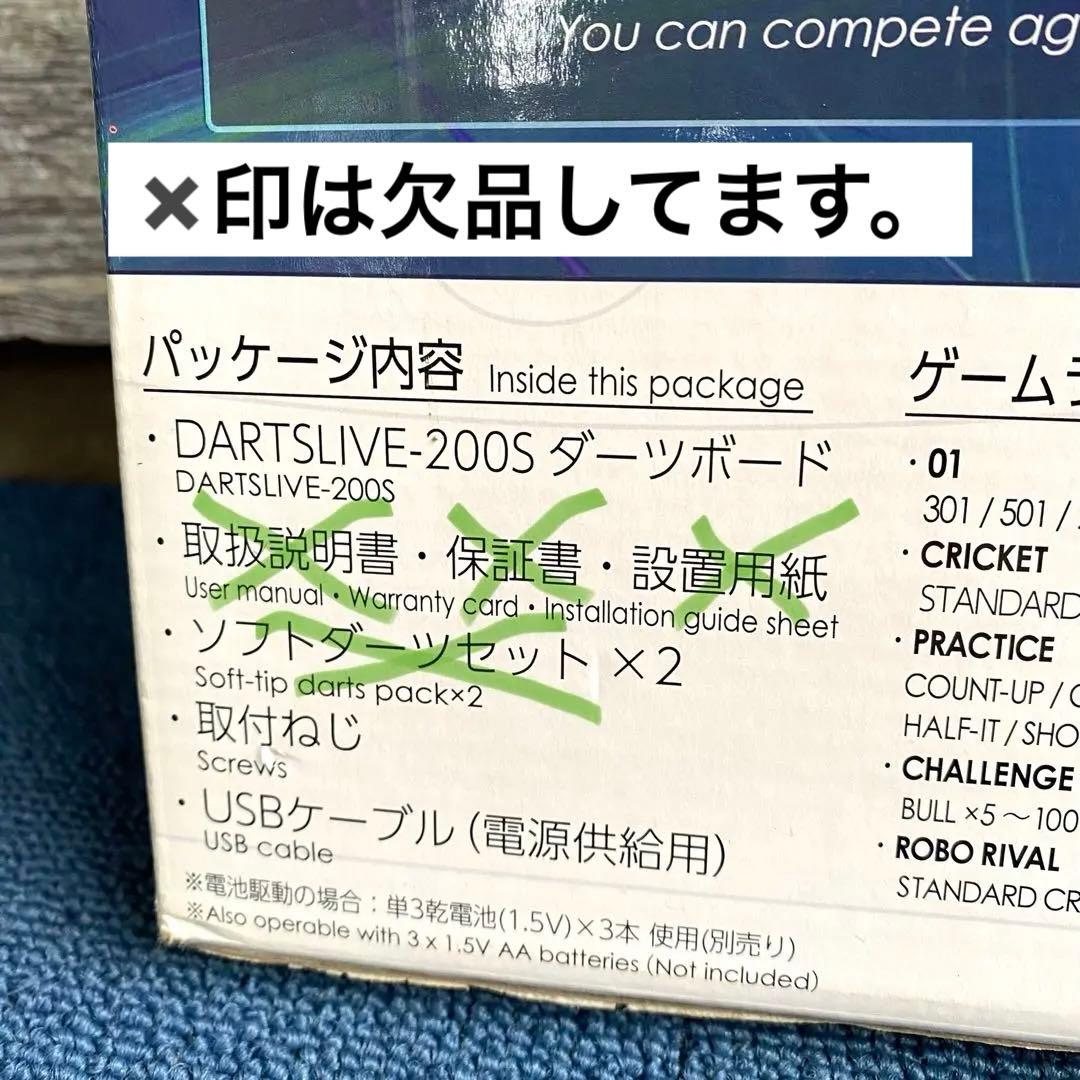 You can compete ag
✖印は欠品してます。
パッケージ内容 Inside this package
・DARTSLIVE-200S ダーツボード
DARTSLIVE-200S
・取扱説明書・保証書・設置用紙
User manual・Warranty card・Installation guide sheet
・ソフトダーツセット ×2
Soft-tip darts pack×2
・取付ねじ
Screws
・USBケーブル(電源供給用)
USB cable
※電池駆動の場合：単3乾電池(1.5V)×3本 使用(別売り)
※Also operable with 3 x 1.5V AA batteries (Not included)
ゲーム
・01
301 / 501 /
・CRICKET
STANDARD
・PRACTICE
COUNT-UP /
HALF-IT / SHO
・CHALLENGE
BULL ×5～100
・ROBO RIVAL
STANDARD CR